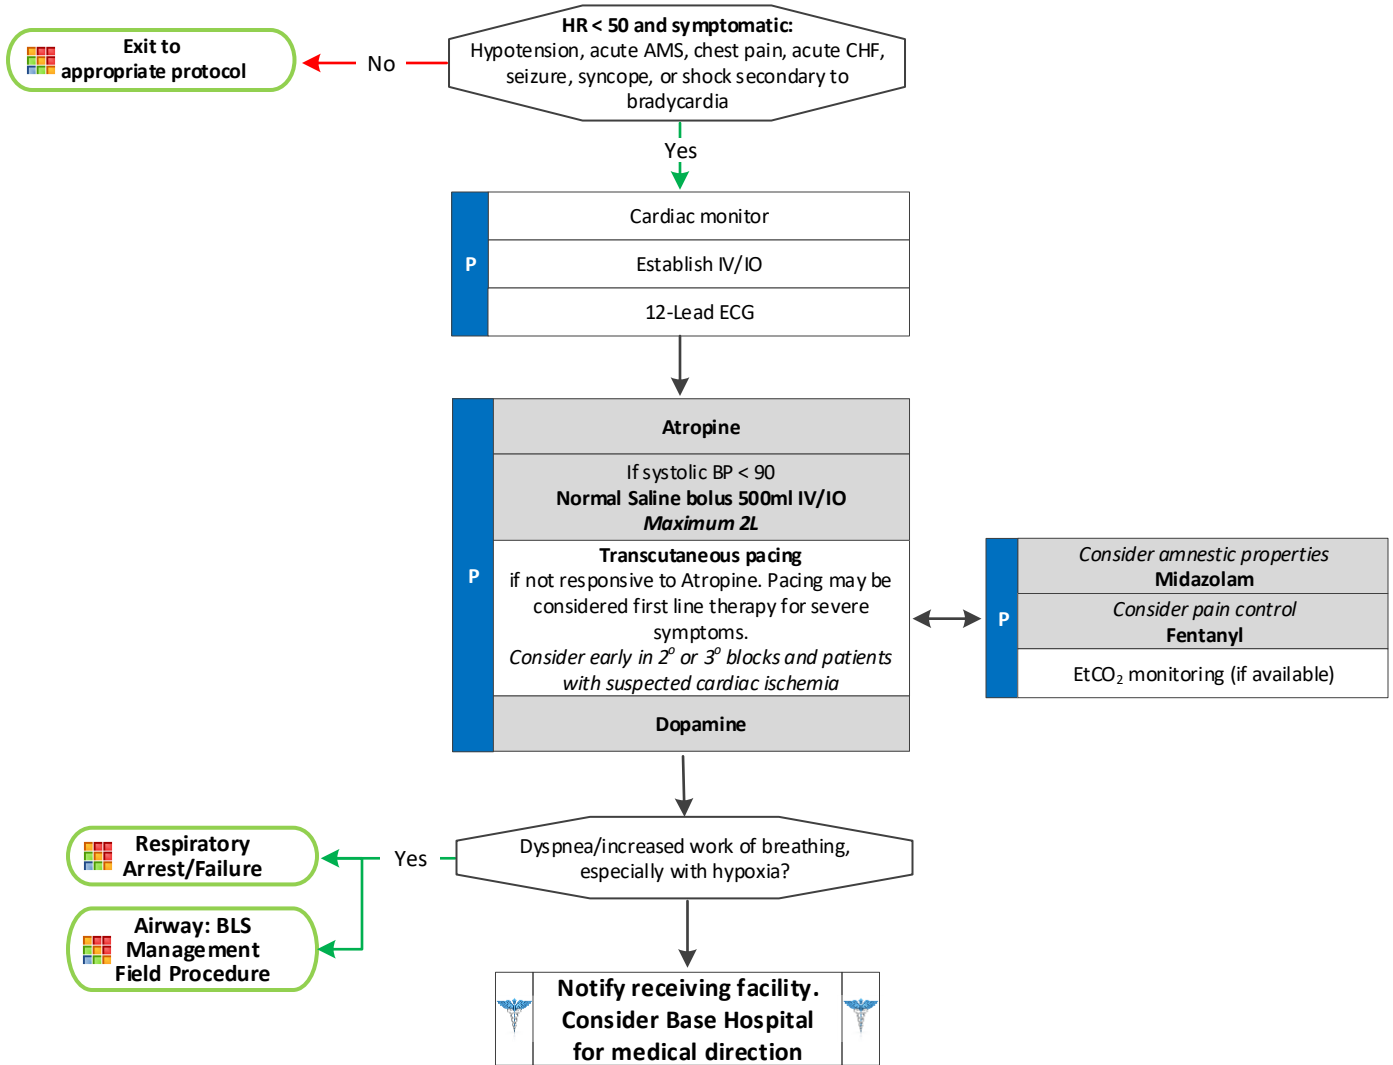 HR < 50 and symptomatic:
Hypotension, acute AMS, chest pain, acute CHF,
seizure, syncope, or shock secondary to
bradycardia
No
Exit to
appropriate protocol
Yes
P
Cardiac monitor
Establish IV/IO
12-Lead ECG
P
Atropine
If systolic BP < 90
Normal Saline bolus 500ml IV/IO
Maximum 2L
Transcutaneous pacing
if not responsive to Atropine. Pacing may be
considered first line therapy for severe
symptoms.
Consider early in 2º or 3º blocks and patients
with suspected cardiac ischemia
Dopamine
P
Consider amnestic properties
Midazolam
Consider pain control
Fentanyl
EtCO₂ monitoring (if available)
Dyspnea/increased work of breathing,
especially with hypoxia?
Yes
Respiratory
Arrest/Failure
Airway: BLS
Management
Field Procedure
Notify receiving facility.
Consider Base Hospital
for medical direction